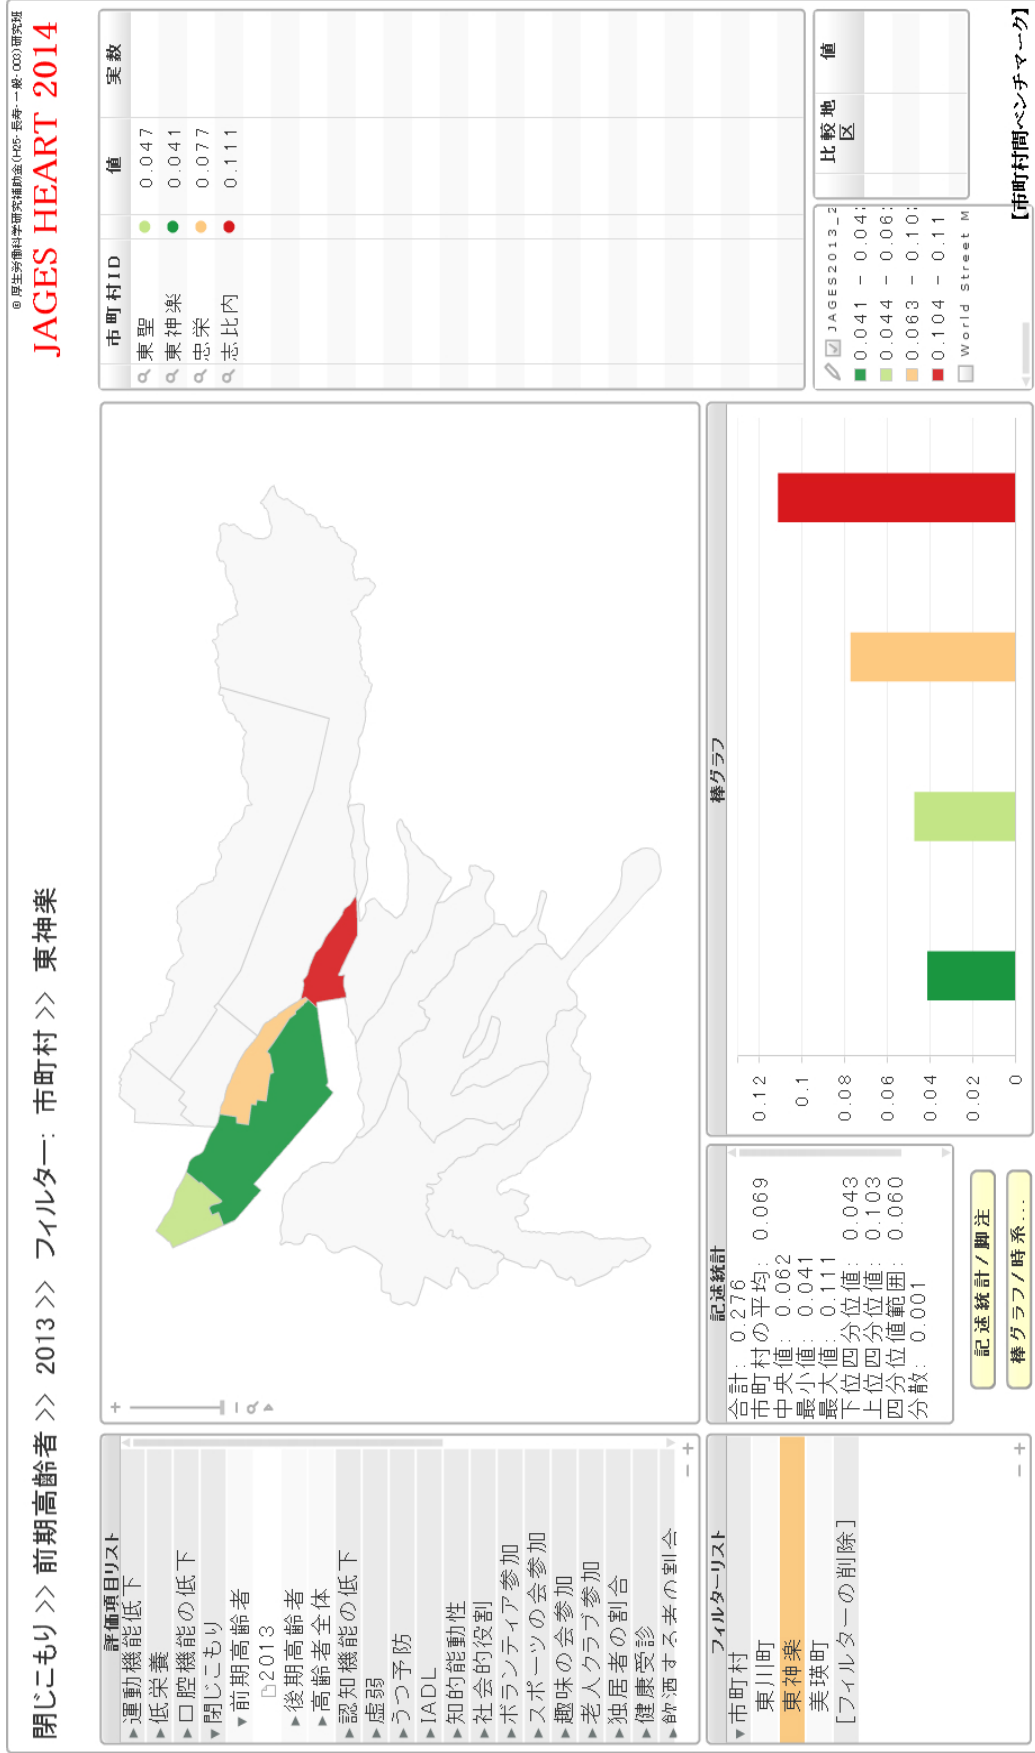 閉じこもり >> 前期高齢者 >> 2013 >> フィルター: 市町村 >> 東神楽
©厚生労働科学研究補助金(H25-長寿-一般-003)研究班
JAGES HEART 2014
評価項目リスト
▶運動機能低下
▶低栄養
▶口腔機能の低下
▼閉じこもり
▼前期高齢者
2013
▶後期高齢者
▶高齢者全体
▶認知機能の低下
▶虚弱
▶うつ予防
▶IADL
▶知的能動性
▶社会的役割
▶ボランティア参加
▶スポーツの会参加
▶趣味の会参加
▶老人クラブ参加
▶独居者の割合
▶健康受診
▶飲酒する者の割合
− +
フィルターリスト
▼市町村
東川町
東神楽
美瑛町
[フィルターの削除]
− +
+
−
記述統計
合計: 0.276
市町村の平均: 0.069
中央値: 0.062
最小値: 0.041
最大値: 0.111
下位四分位値: 0.043
上位四分位値: 0.103
四分位値範囲: 0.060
分散: 0.001
記述統計/脚注
棒グラフ/時系...
棒グラフ
0.12
0.1
0.08
0.06
0.04
0.02
0
市町村ID 値 実数
東聖 0.047
東神楽 0.041
忠栄 0.077
志比内 0.111
JAGES2013_2
0.041 − 0.04
0.044 − 0.06
0.063 − 0.10
0.104 − 0.11
World Street M
比較地区 値
【市町村間ベンチマーク】